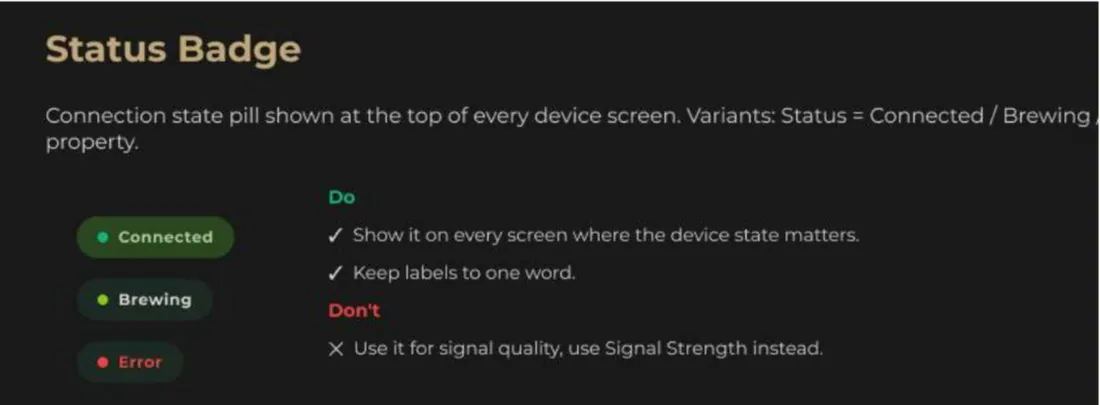 Status Badge
Connection state pill shown at the top of every device screen. Variants: Status = Connected / Brewing /
property.
Do
✓ Show it on every screen where the device state matters.
✓ Keep labels to one word.
Don't
✕ Use it for signal quality, use Signal Strength instead.
Connected
Brewing
Error